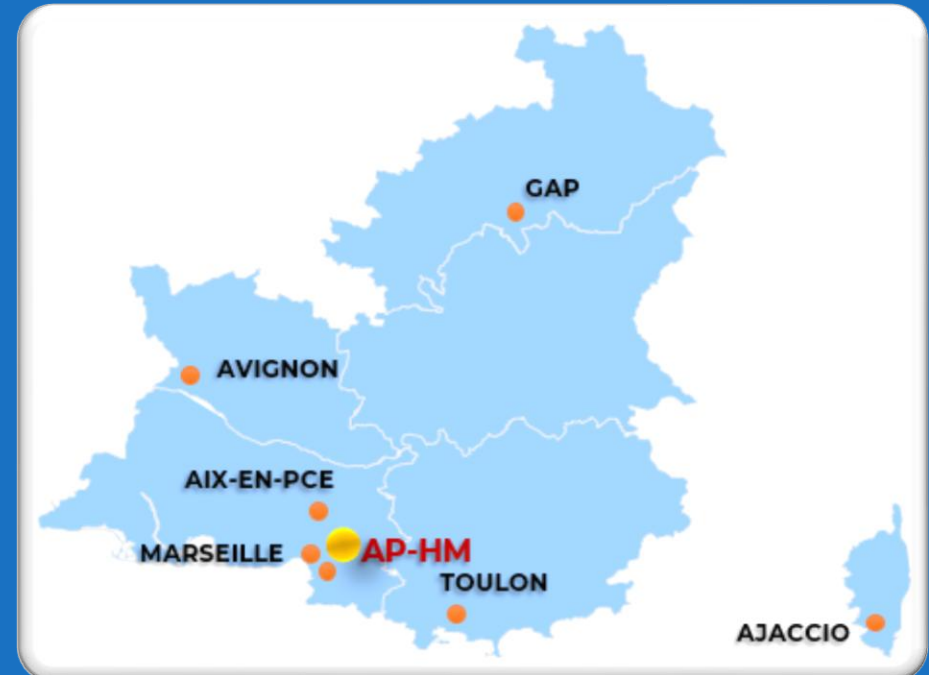 GAP
AVIGNON
AIX-EN-PCE
MARSEILLE
AP-HM
TOULON
AJACCIO